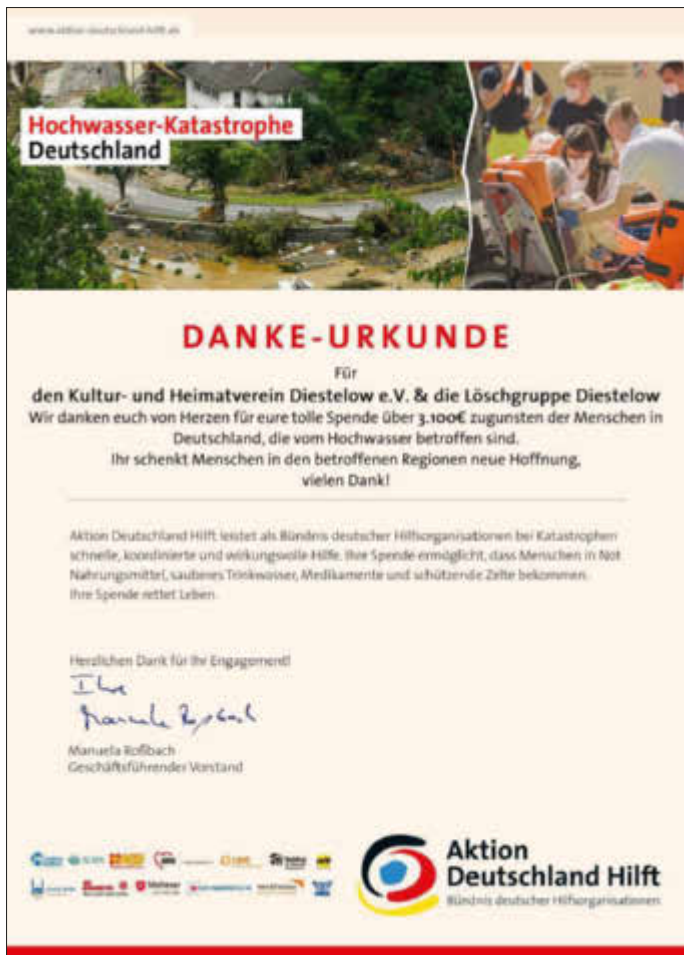 www.aktion-deutschland-hilft.de
Hochwasser-Katastrophe
Deutschland
DANKE-URKUNDE
Für
den Kultur- und Heimatverein Diestelow e.V. & die Löschgruppe Diestelow
Wir danken euch von Herzen für eure tolle Spende über 3.100€ zugunsten der Menschen in
Deutschland, die vom Hochwasser betroffen sind.
Ihr schenkt Menschen in den betroffenen Regionen neue Hoffnung,
vielen Dank!
Aktion Deutschland Hilft leistet als Bündnis deutscher Hilfsorganisationen bei Katastrophen
schnelle, koordinierte und wirkungsvolle Hilfe. Ihre Spende ermöglicht, dass Menschen in Not
Nahrungsmittel, sauberes Trinkwasser, Medikamente und schützende Zelte bekommen.
Ihre Spende rettet Leben.
Herzlichen Dank für Ihr Engagement!
Ihre
Manuela Roßbach
Manuela Roßbach
Geschäftsführender Vorstand
Aktion
Deutschland Hilft
Bündnis deutscher Hilfsorganisationen